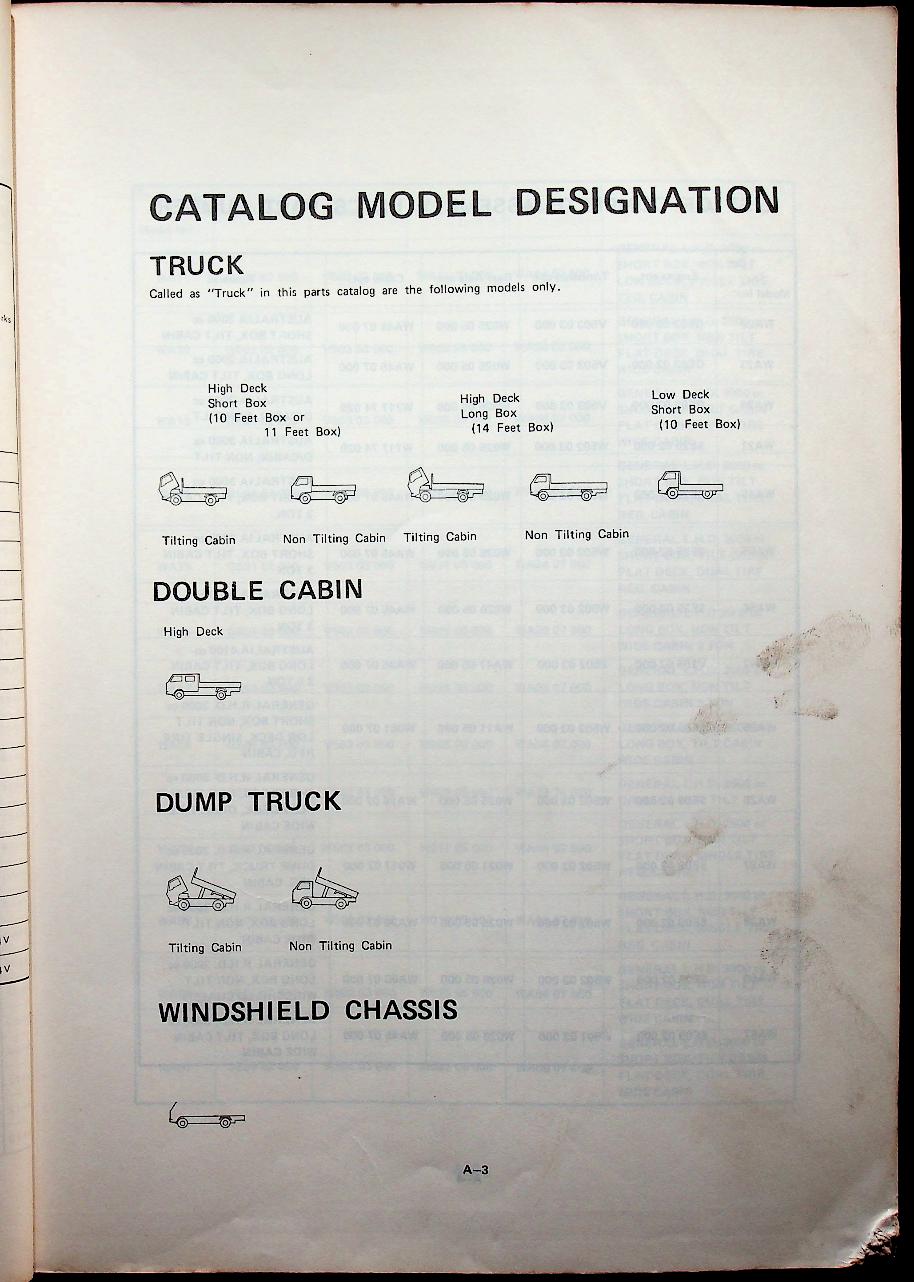 CATALOG MODEL DESIGNATION
TRUCK
Called as "Truck" in this parts catalog are the following models only.
High Deck
Short Box
(10 Feet Box or
11 Feet Box)
High Deck
Long Box
(14 Feet Box)
Low Deck
Short Box
(10 Feet Box)
Tilting Cabin
Non Tilting Cabin
Tilting Cabin
Non Tilting Cabin
DOUBLE CABIN
High Deck
DUMP TRUCK
Tilting Cabin
Non Tilting Cabin
WINDSHIELD CHASSIS
A-3